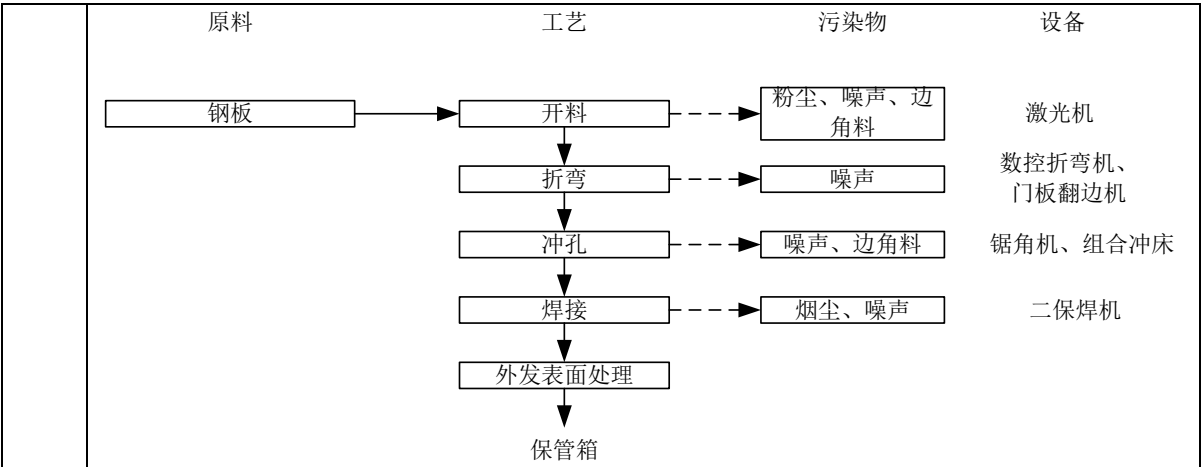 原料 工艺 污染物 设备
钢板 开料 粉尘、噪声、边
角料 激光机
折弯 噪声 数控折弯机、
门板翻边机
冲孔 噪声、边角料 锯角机、组合冲床
焊接 烟尘、噪声 二保焊机
外发表面处理
保管箱